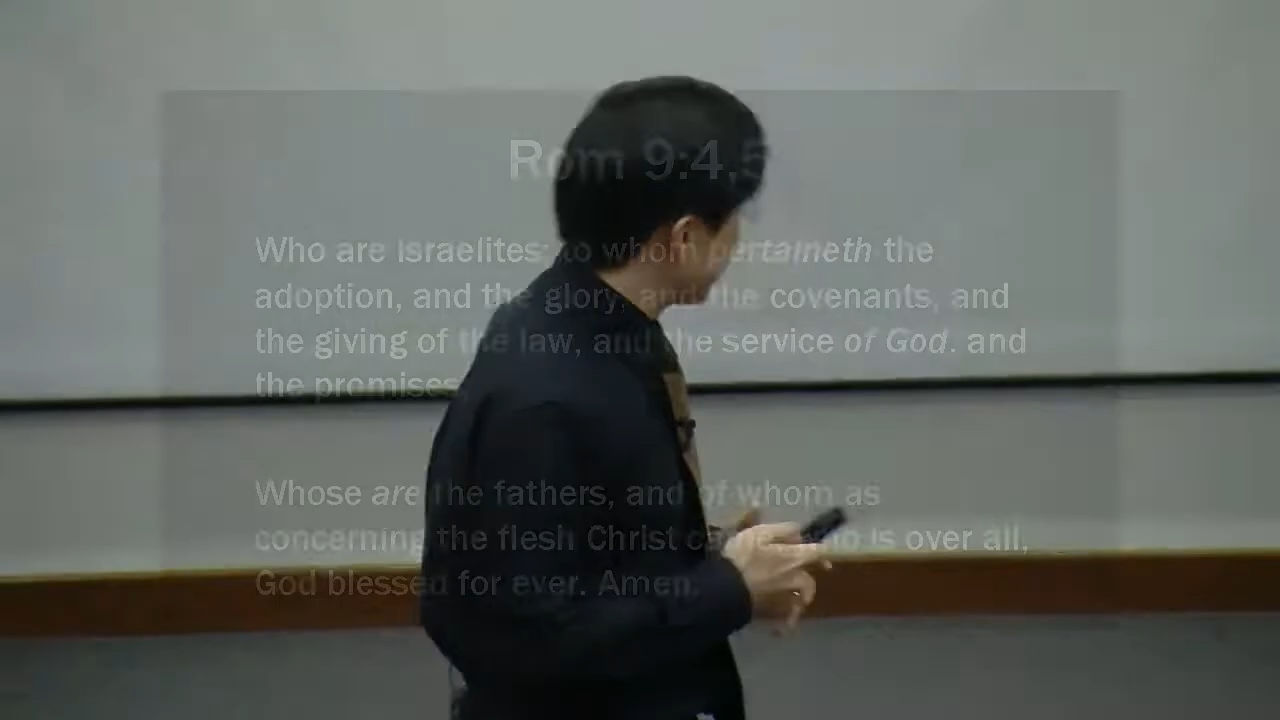 Rom 9:4,5
Who are Israelites; to whom pertaineth the
adoption, and the glory, and the covenants, and
the giving of the law, and the service of God. and
the promises
Whose are the fathers, and of whom as
concerning the flesh Christ came, who is over all,
God blessed for ever. Amen.